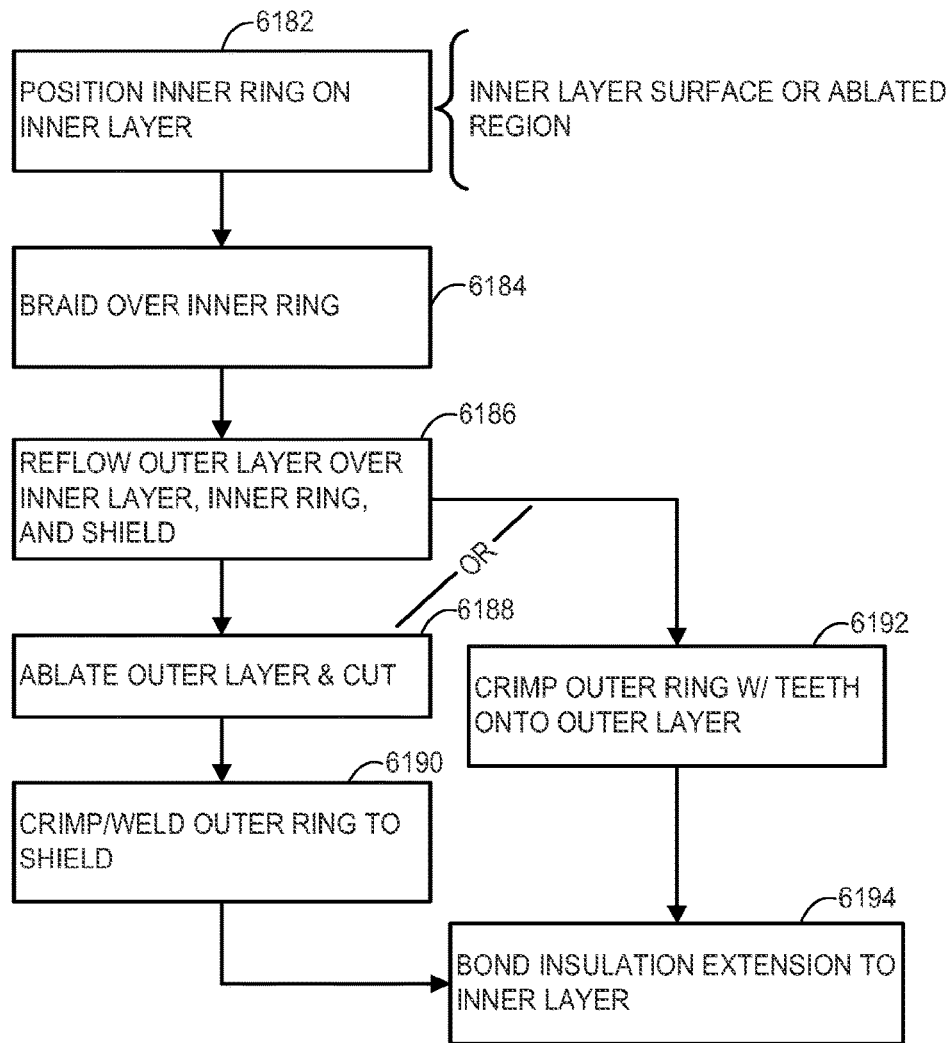 6182
POSITION INNER RING ON
INNER LAYER
INNER LAYER SURFACE OR ABLATED
REGION
6184
BRAID OVER INNER RING
6186
REFLOW OUTER LAYER OVER
INNER LAYER, INNER RING,
AND SHIELD
OR
6188
ABLATE OUTER LAYER & CUT
6192
CRIMP OUTER RING W/ TEETH
ONTO OUTER LAYER
6190
CRIMP/WELD OUTER RING TO
SHIELD
6194
BOND INSULATION EXTENSION TO
INNER LAYER